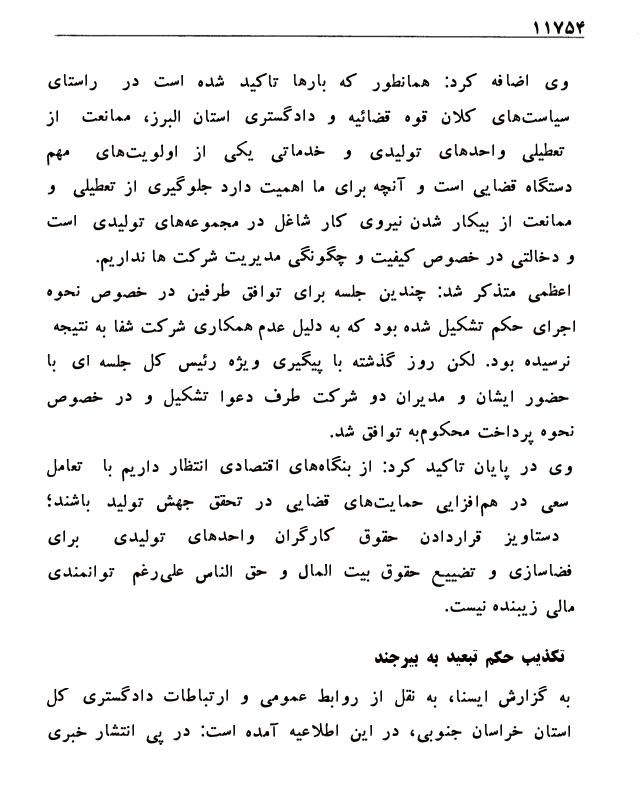 ۱۱۷۵۴
وی اضافه کرد: همانطور که بارها تاکید شده است در راستای
سیاست‌های کلان قوه قضائیه و دادگستری استان البرز، ممانعت از
تعطیلی واحدهای تولیدی و خدماتی یکی از اولویت‌های مهم
دستگاه قضایی است و آنچه برای ما اهمیت دارد جلوگیری از تعطیلی و
ممانعت از بیکار شدن نیروی کار شاغل در مجموعه‌های تولیدی است
و دخالتی در خصوص کیفیت و چگونگی مدیریت شرکت ها نداریم.
اعظمی متذکر شد: چندین جلسه برای توافق طرفین در خصوص نحوه
اجرای حکم تشکیل شده بود که به دلیل عدم همکاری شرکت شفا به نتیجه
نرسیده بود. لکن روز گذشته با پیگیری ویژه رئیس کل جلسه ای با
حضور ایشان و مدیران دو شرکت طرف دعوا تشکیل و در خصوص
نحوه پرداخت محکوم‌به توافق شد.
وی در پایان تاکید کرد: از بنگاه‌های اقتصادی انتظار داریم با تعامل
سعی در هم‌افزایی حمایت‌های قضایی در تحقق جهش تولید باشند؛
دستاویز قراردادن حقوق کارگران واحدهای تولیدی برای
فضاسازی و تضییع حقوق بیت المال و حق الناس علی‌رغم توانمندی
مالی زیبنده نیست.
تکذیب حکم تبعید به بیرجند
به گزارش ایسنا، به نقل از روابط عمومی و ارتباطات دادگستری کل
استان خراسان جنوبی، در این اطلاعیه آمده است: در پی انتشار خبری